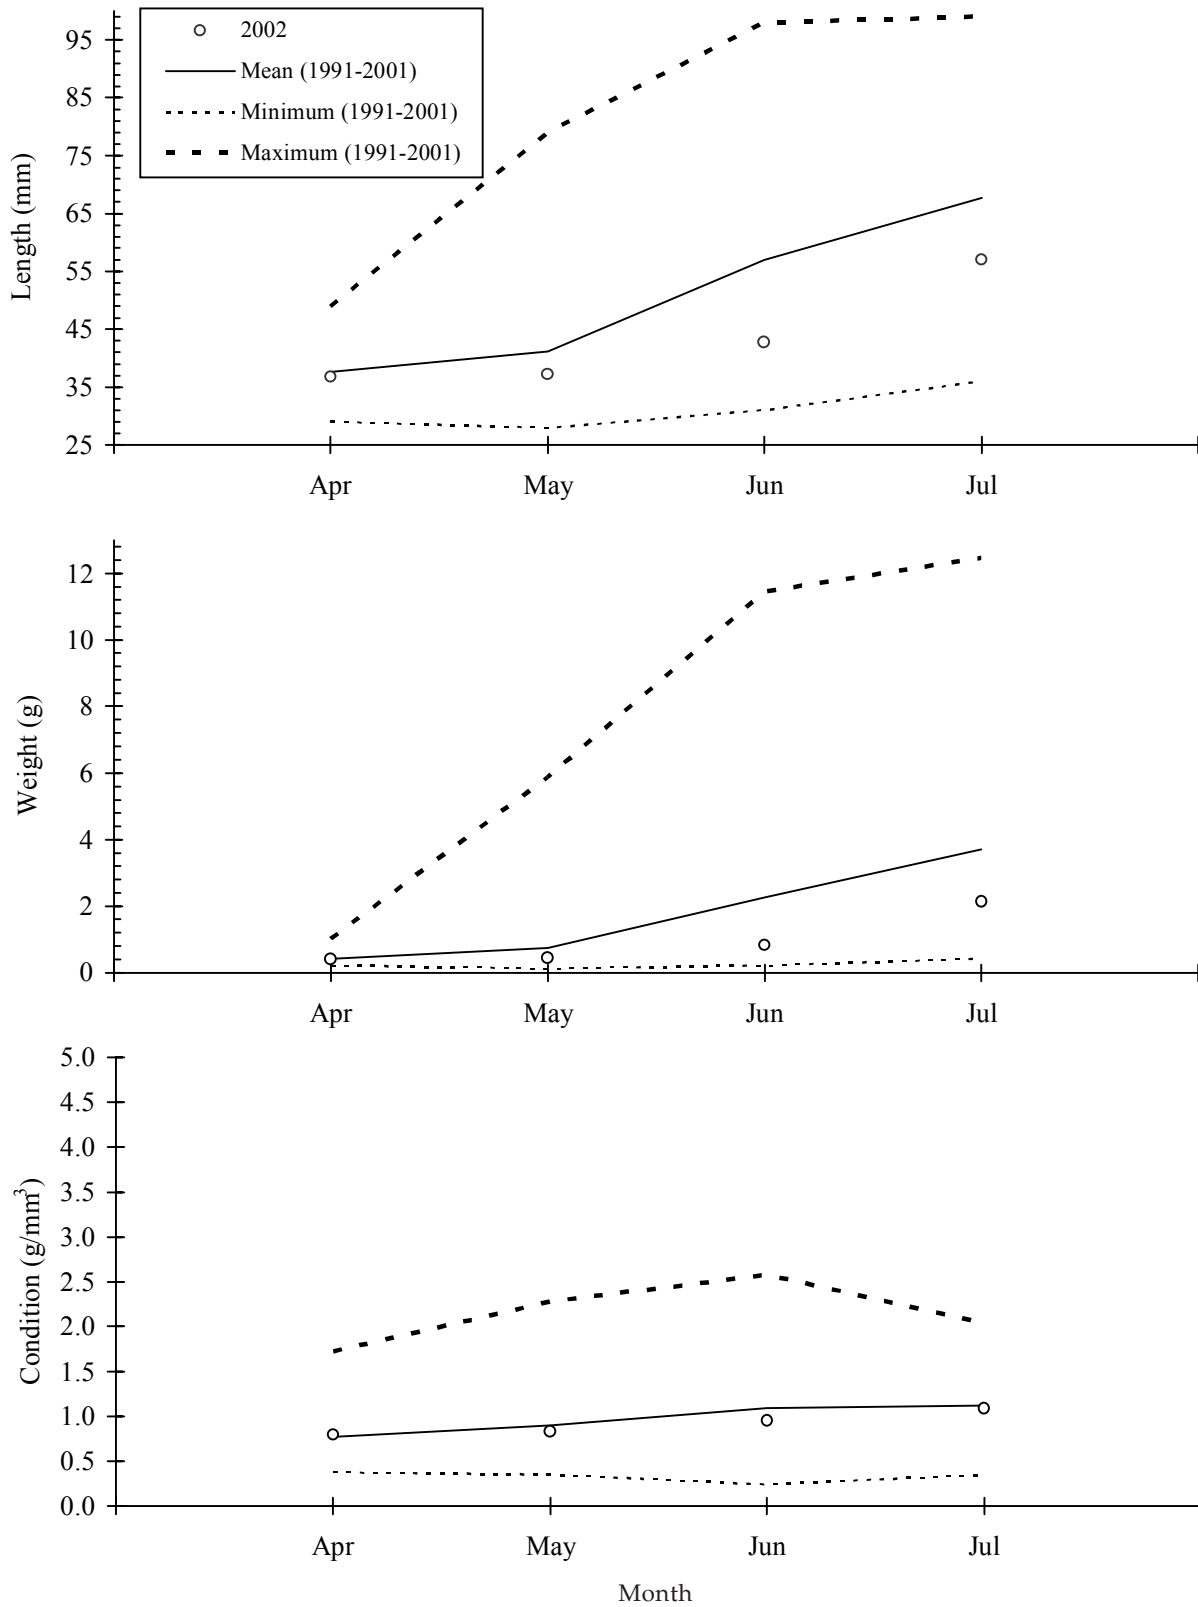 95
85
75
65
55
45
35
25
Length (mm)
2002
Mean (1991-2001)
Minimum (1991-2001)
Maximum (1991-2001)
Apr May Jun Jul
12
10
8
6
4
2
0
Weight (g)
Apr May Jun Jul
5.0
4.5
4.0
3.5
3.0
2.5
2.0
1.5
1.0
0.5
0.0
Condition (g/mm³)
Apr May Jun Jul
Month